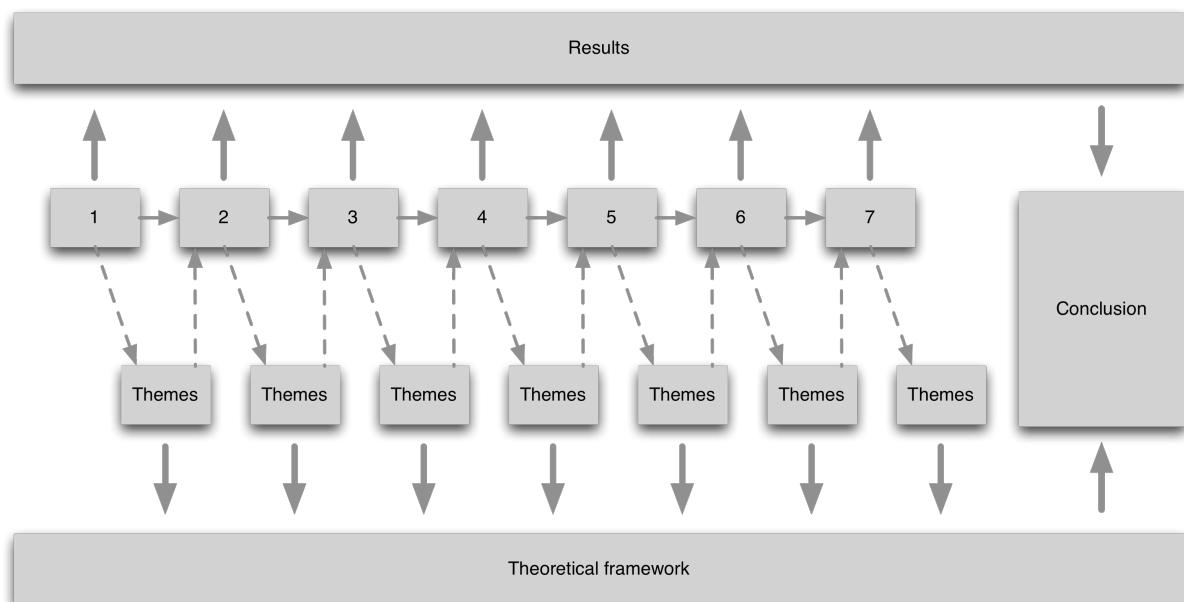 Results
1
2
3
4
5
6
7
Conclusion
Themes
Themes
Themes
Themes
Themes
Themes
Themes
Theoretical framework